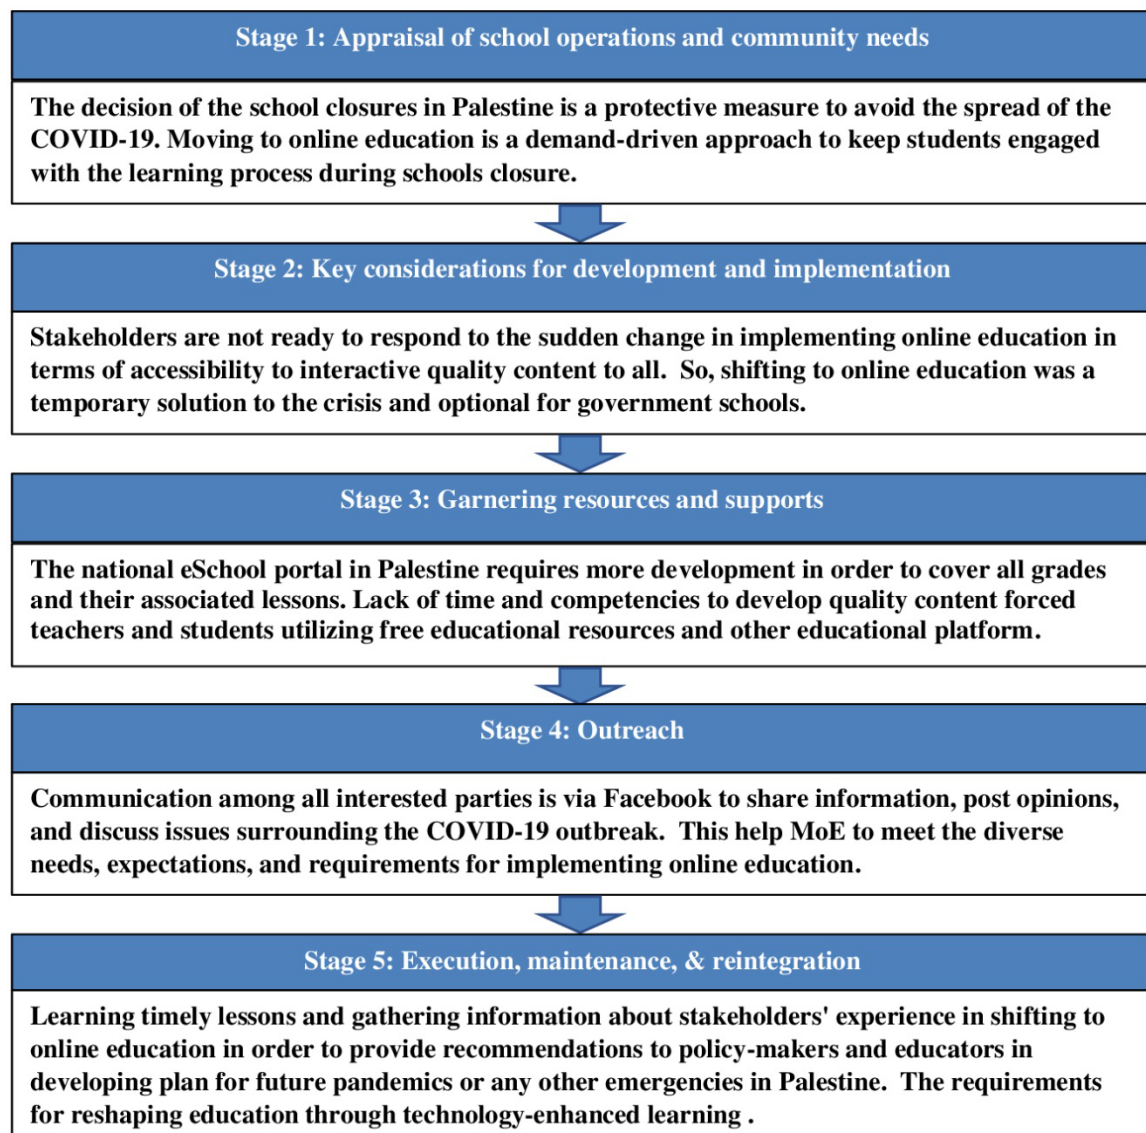 Stage 1: Appraisal of school operations and community needs
The decision of the school closures in Palestine is a protective measure to avoid the spread of the
COVID-19. Moving to online education is a demand-driven approach to keep students engaged
with the learning process during schools closure.
Stage 2: Key considerations for development and implementation
Stakeholders are not ready to respond to the sudden change in implementing online education in
terms of accessibility to interactive quality content to all.  So, shifting to online education was a
temporary solution to the crisis and optional for government schools.
Stage 3: Garnering resources and supports
The national eSchool portal in Palestine requires more development in order to cover all grades
and their associated lessons. Lack of time and competencies to develop quality content forced
teachers and students utilizing free educational resources and other educational platform.
Stage 4: Outreach
Communication among all interested parties is via Facebook to share information, post opinions,
and discuss issues surrounding the COVID-19 outbreak.  This help MoE to meet the diverse
needs, expectations, and requirements for implementing online education.
Stage 5: Execution, maintenance, & reintegration
Learning timely lessons and gathering information about stakeholders' experience in shifting to
online education in order to provide recommendations to policy-makers and educators in
developing plan for future pandemics or any other emergencies in Palestine.  The requirements
for reshaping education through technology-enhanced learning .